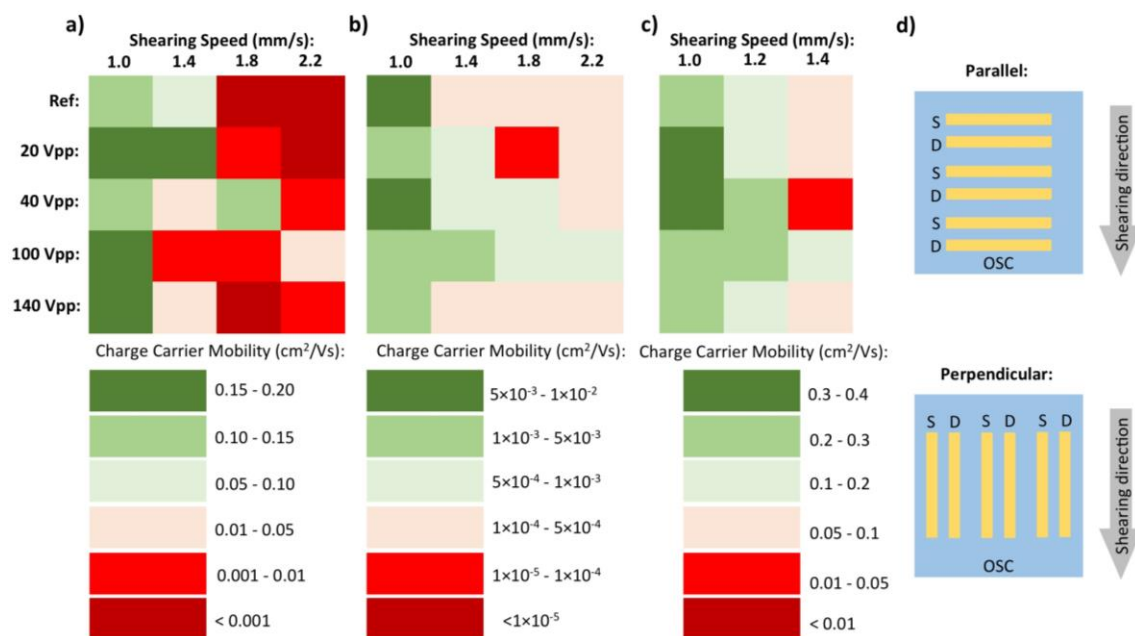 a)
Shearing Speed (mm/s):
1.0 1.4 1.8 2.2
Ref:
20 Vpp:
40 Vpp:
100 Vpp:
140 Vpp:
Charge Carrier Mobility (cm²/Vs):
0.15 - 0.20
0.10 - 0.15
0.05 - 0.10
0.01 - 0.05
0.001 - 0.01
< 0.001
b)
Shearing Speed (mm/s):
1.0 1.4 1.8 2.2
Charge Carrier Mobility (cm²/Vs):
5×10⁻³ - 1×10⁻²
1×10⁻³ - 5×10⁻³
5×10⁻⁴ - 1×10⁻³
1×10⁻⁴ - 5×10⁻⁴
1×10⁻⁵ - 1×10⁻⁴
<1×10⁻⁵
c)
Shearing Speed (mm/s):
1.0 1.2 1.4
Charge Carrier Mobility (cm²/Vs):
0.3 - 0.4
0.2 - 0.3
0.1 - 0.2
0.05 - 0.1
0.01 - 0.05
< 0.01
d)
Parallel:
S
D
S
D
S
D
OSC
Shearing direction
Perpendicular:
S D S D S D
OSC
Shearing direction